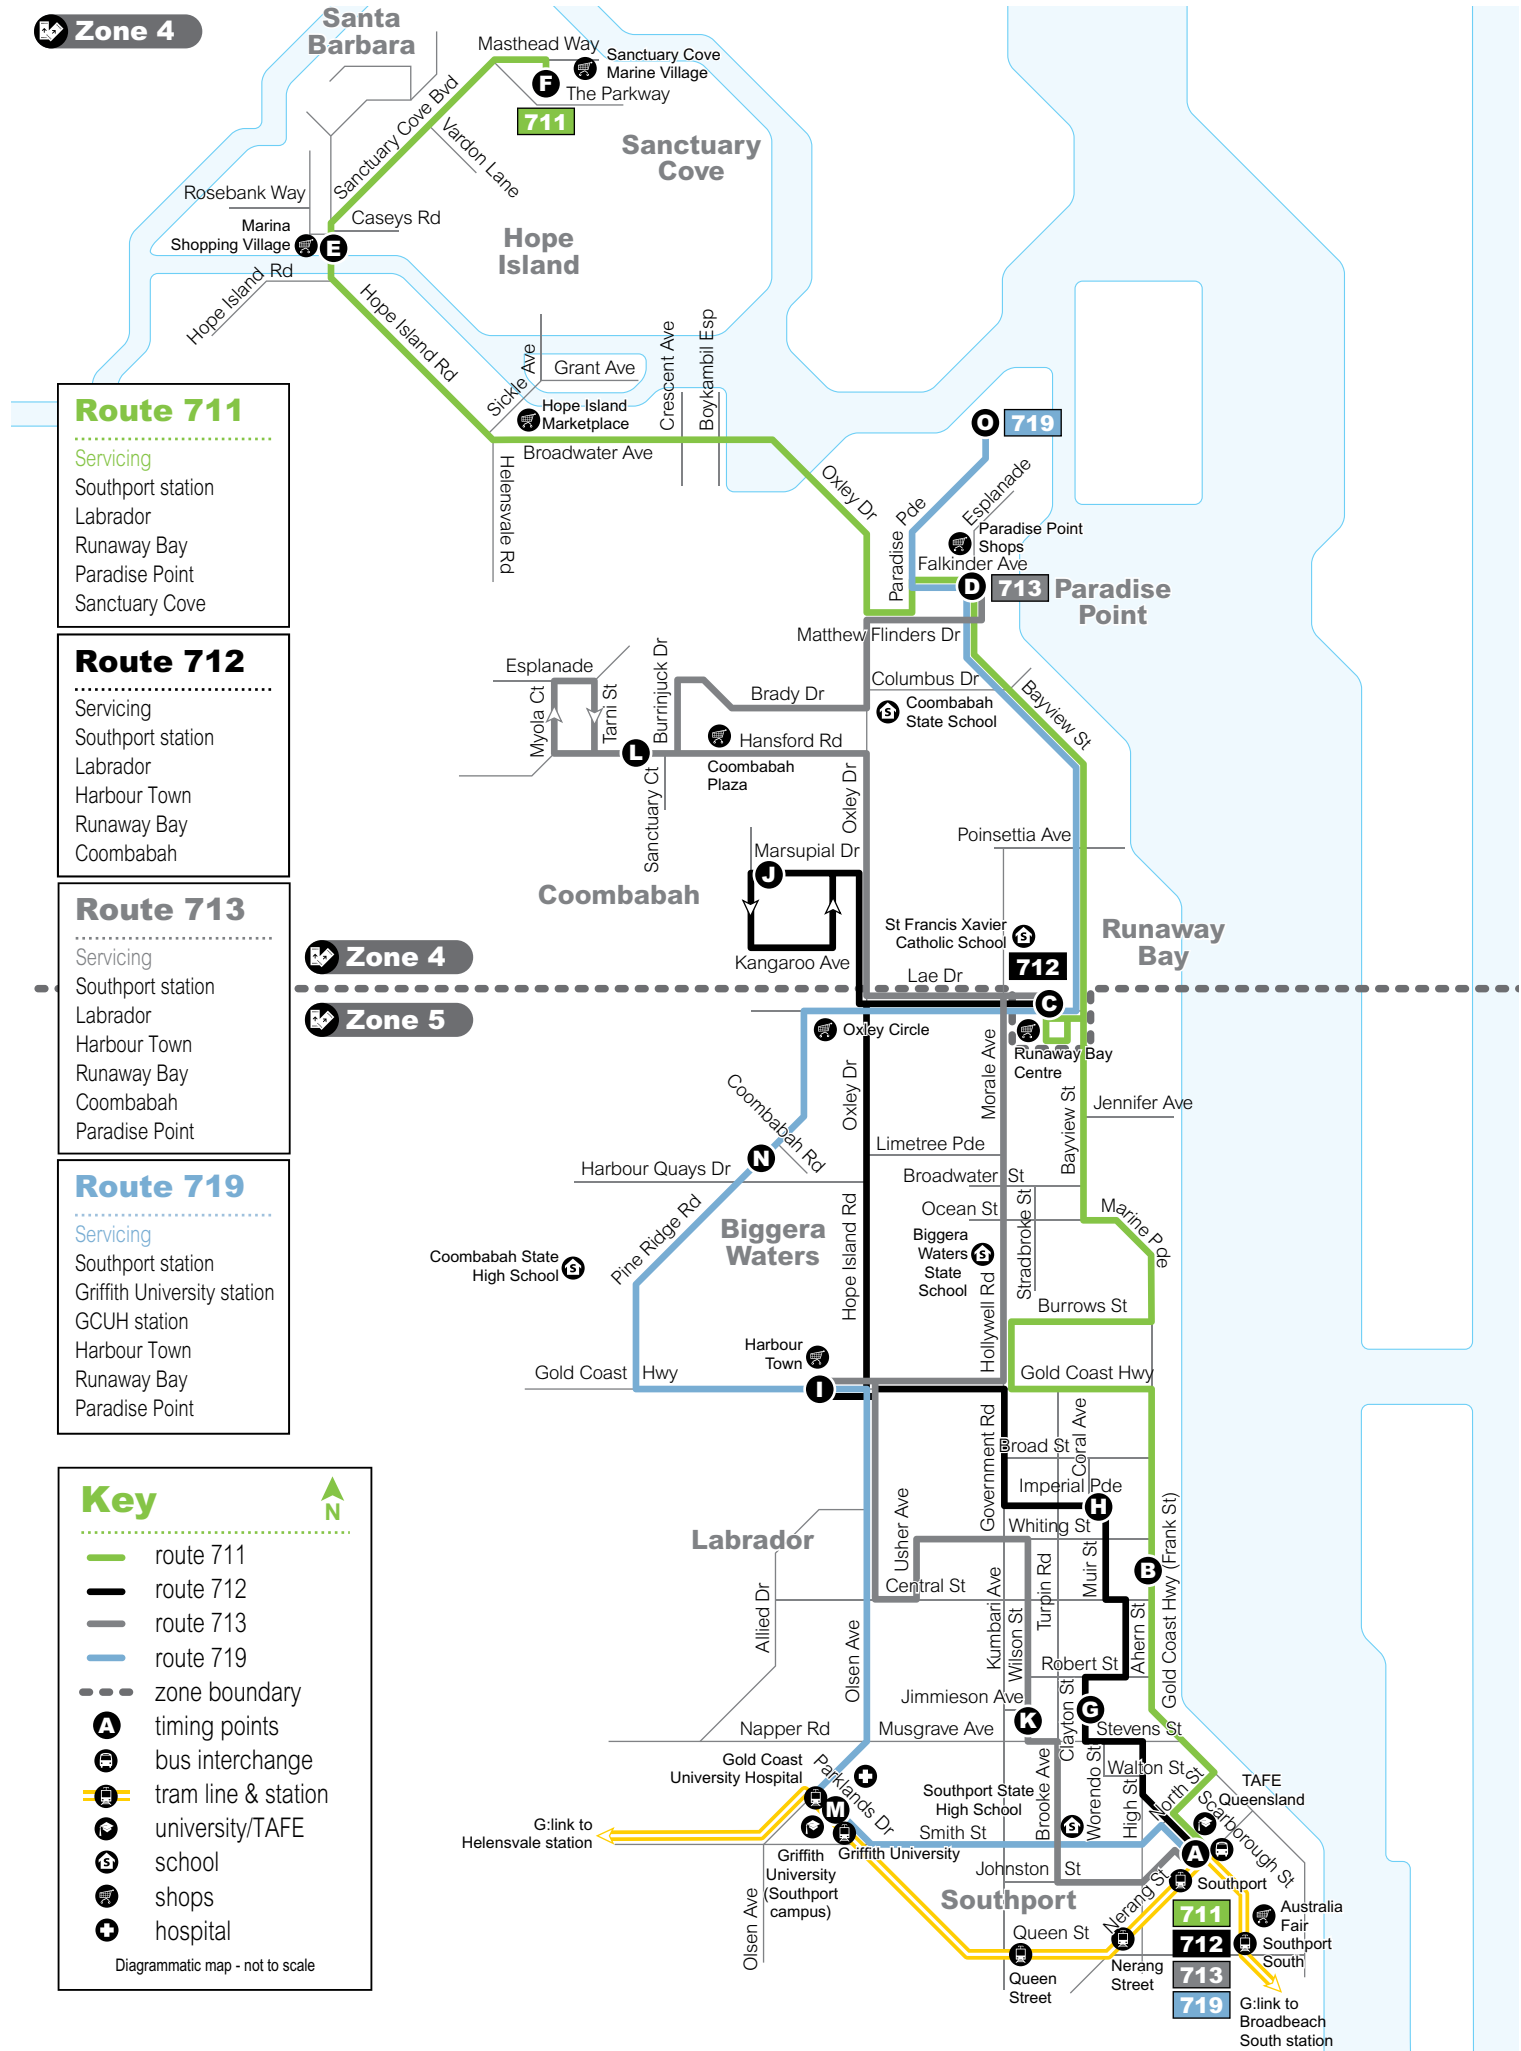 Zone 4
Santa
Barbara
Masthead Way
Sanctuary Cove
Marine Village
F
The Parkway
711
Sanctuary Cove Bvd
Vardon Lane
Sanctuary
Cove
Rosebank Way
Caseys Rd
Marina
Shopping Village
E
Hope
Island
Hope Island Rd
Hope Island Rd
Sickle Ave
Grant Ave
Crescent Ave
Boykambil Esp
Hope Island
Marketplace
Broadwater Ave
Helensvale Rd
Oxley Dr
O
719
Paradise Pde
Esplanade
Paradise Point
Shops
Falkinder Ave
D
713
Paradise
Point
Matthew Flinders Dr
Route 711
Servicing
Southport station
Labrador
Runaway Bay
Paradise Point
Sanctuary Cove
Route 712
Servicing
Southport station
Labrador
Harbour Town
Runaway Bay
Coombabah
Route 713
Servicing
Southport station
Labrador
Harbour Town
Runaway Bay
Coombabah
Paradise Point
Route 719
Servicing
Southport station
Griffith University station
GCUH station
Harbour Town
Runaway Bay
Paradise Point
Esplanade
Myola Ct
Tarni St
Burrinjuck Dr
Brady Dr
Columbus Dr
S
Coombabah
State School
Bayview St
L
Hansford Rd
Coombabah
Plaza
Sanctuary Ct
Oxley Dr
Poinsettia Ave
Marsupial Dr
J
Coombabah
Kangaroo Ave
St Francis Xavier
Catholic School
S
Runaway
Bay
712
Lae Dr
C
Zone 4
Zone 5
Oxley Circle
Runaway Bay
Centre
Morale Ave
Oxley Dr
Coombabah Rd
Bayview St
Jennifer Ave
Limetree Pde
N
Harbour Quays Dr
Broadwater St
Ocean St
Stradbroke St
Marine Pde
Pine Ridge Rd
Biggera
Waters
Hope Island Rd
Biggera
Waters
State
School
S
Coombabah State
High School
S
Hollywell Rd
Burrows St
Harbour
Town
Gold Coast Hwy
I
Gold Coast Hwy
Government Rd
Broad St
Coral Ave
Imperial Pde
H
Whiting St
Labrador
Usher Ave
Central St
Allied Dr
Olsen Ave
Kumbari Ave
Wilson St
Turpin Rd
Muir St
B
Gold Coast Hwy (Frank St)
Ahern St
Robert St
Jimmieson Ave
Clayton St
G
K
Napper Rd
Musgrave Ave
Stevens St
Gold Coast
University Hospital
Parklands Dr
M
Southport State
High School
S
Brooke Ave
Worendo St
Walton St
High St
North St
TAFE
Queensland
Scarborough St
G:link to
Helensvale station
Smith St
Griffith University
Griffith
University
(Southport
campus)
Johnston St
A
Southport
Southport
Nerang St
Olsen Ave
Queen St
Queen
Street
Nerang
Street
711
712
713
719
Australia
Fair
Southport
South
G:link to
Broadbeach
South station
Key
N
route 711
route 712
route 713
route 719
zone boundary
A timing points
bus interchange
tram line & station
university/TAFE
S school
shops
hospital
Diagrammatic map - not to scale